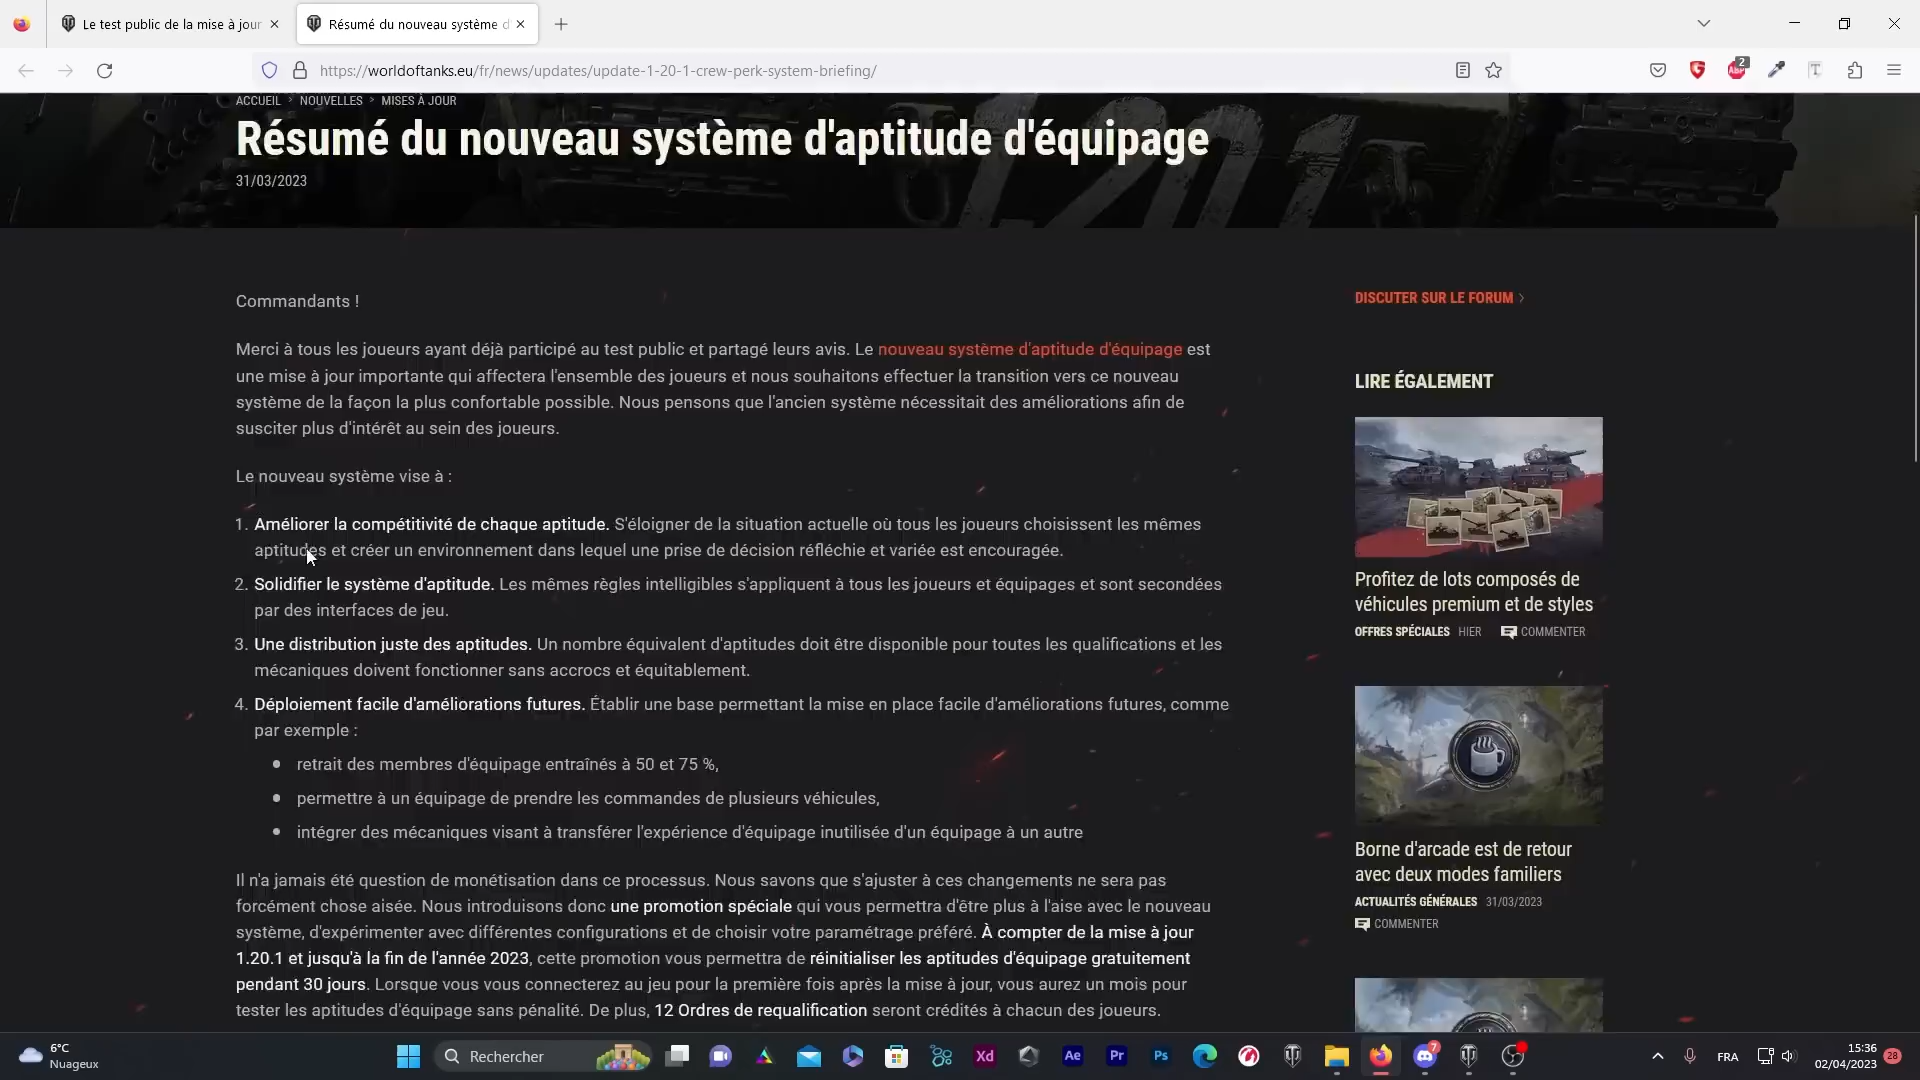 Le test public de la mise à jour
Résumé du nouveau système d
https://worldoftanks.eu/fr/news/updates/update-1-20-1-crew-perk-system-briefing/
2
ACCUEIL > NOUVELLES > MISES À JOUR
Résumé du nouveau système d'aptitude d'équipage
31/03/2023
Commandants !
Merci à tous les joueurs ayant déjà participé au test public et partagé leurs avis. Le nouveau système d'aptitude d'équipage est
une mise à jour importante qui affectera l'ensemble des joueurs et nous souhaitons effectuer la transition vers ce nouveau
système de la façon la plus confortable possible. Nous pensons que l'ancien système nécessitait des améliorations afin de
susciter plus d'intérêt au sein des joueurs.
Le nouveau système vise à :
1. Améliorer la compétitivité de chaque aptitude. S'éloigner de la situation actuelle où tous les joueurs choisissent les mêmes
aptitudes et créer un environnement dans lequel une prise de décision réfléchie et variée est encouragée.
2. Solidifier le système d'aptitude. Les mêmes règles intelligibles s'appliquent à tous les joueurs et équipages et sont secondées
par des interfaces de jeu.
3. Une distribution juste des aptitudes. Un nombre équivalent d'aptitudes doit être disponible pour toutes les qualifications et les
mécaniques doivent fonctionner sans accrocs et équitablement.
4. Déploiement facile d'améliorations futures. Établir une base permettant la mise en place facile d'améliorations futures, comme
par exemple :
• retrait des membres d'équipage entraînés à 50 et 75 %,
• permettre à un équipage de prendre les commandes de plusieurs véhicules,
• intégrer des mécaniques visant à transférer l'expérience d'équipage inutilisée d'un équipage à un autre
Il n'a jamais été question de monétisation dans ce processus. Nous savons que s'ajuster à ces changements ne sera pas
forcément chose aisée. Nous introduisons donc une promotion spéciale qui vous permettra d'être plus à l'aise avec le nouveau
système, d'expérimenter avec différentes configurations et de choisir votre paramétrage préféré. À compter de la mise à jour
1.20.1 et jusqu'à la fin de l'année 2023, cette promotion vous permettra de réinitialiser les aptitudes d'équipage gratuitement
pendant 30 jours. Lorsque vous vous connecterez au jeu pour la première fois après la mise à jour, vous aurez un mois pour
tester les aptitudes d'équipage sans pénalité. De plus, 12 Ordres de requalification seront crédités à chacun des joueurs.
DISCUTER SUR LE FORUM >
LIRE ÉGALEMENT
Profitez de lots composés de
véhicules premium et de styles
OFFRES SPÉCIALES HIER COMMENTER
Borne d'arcade est de retour
avec deux modes familiers
ACTUALITÉS GÉNÉRALES 31/03/2023
COMMENTER
6°C
Nuageux
Rechercher
Xd
Ae
Pr
Ps
7
FRA
15:36
02/04/2023
28